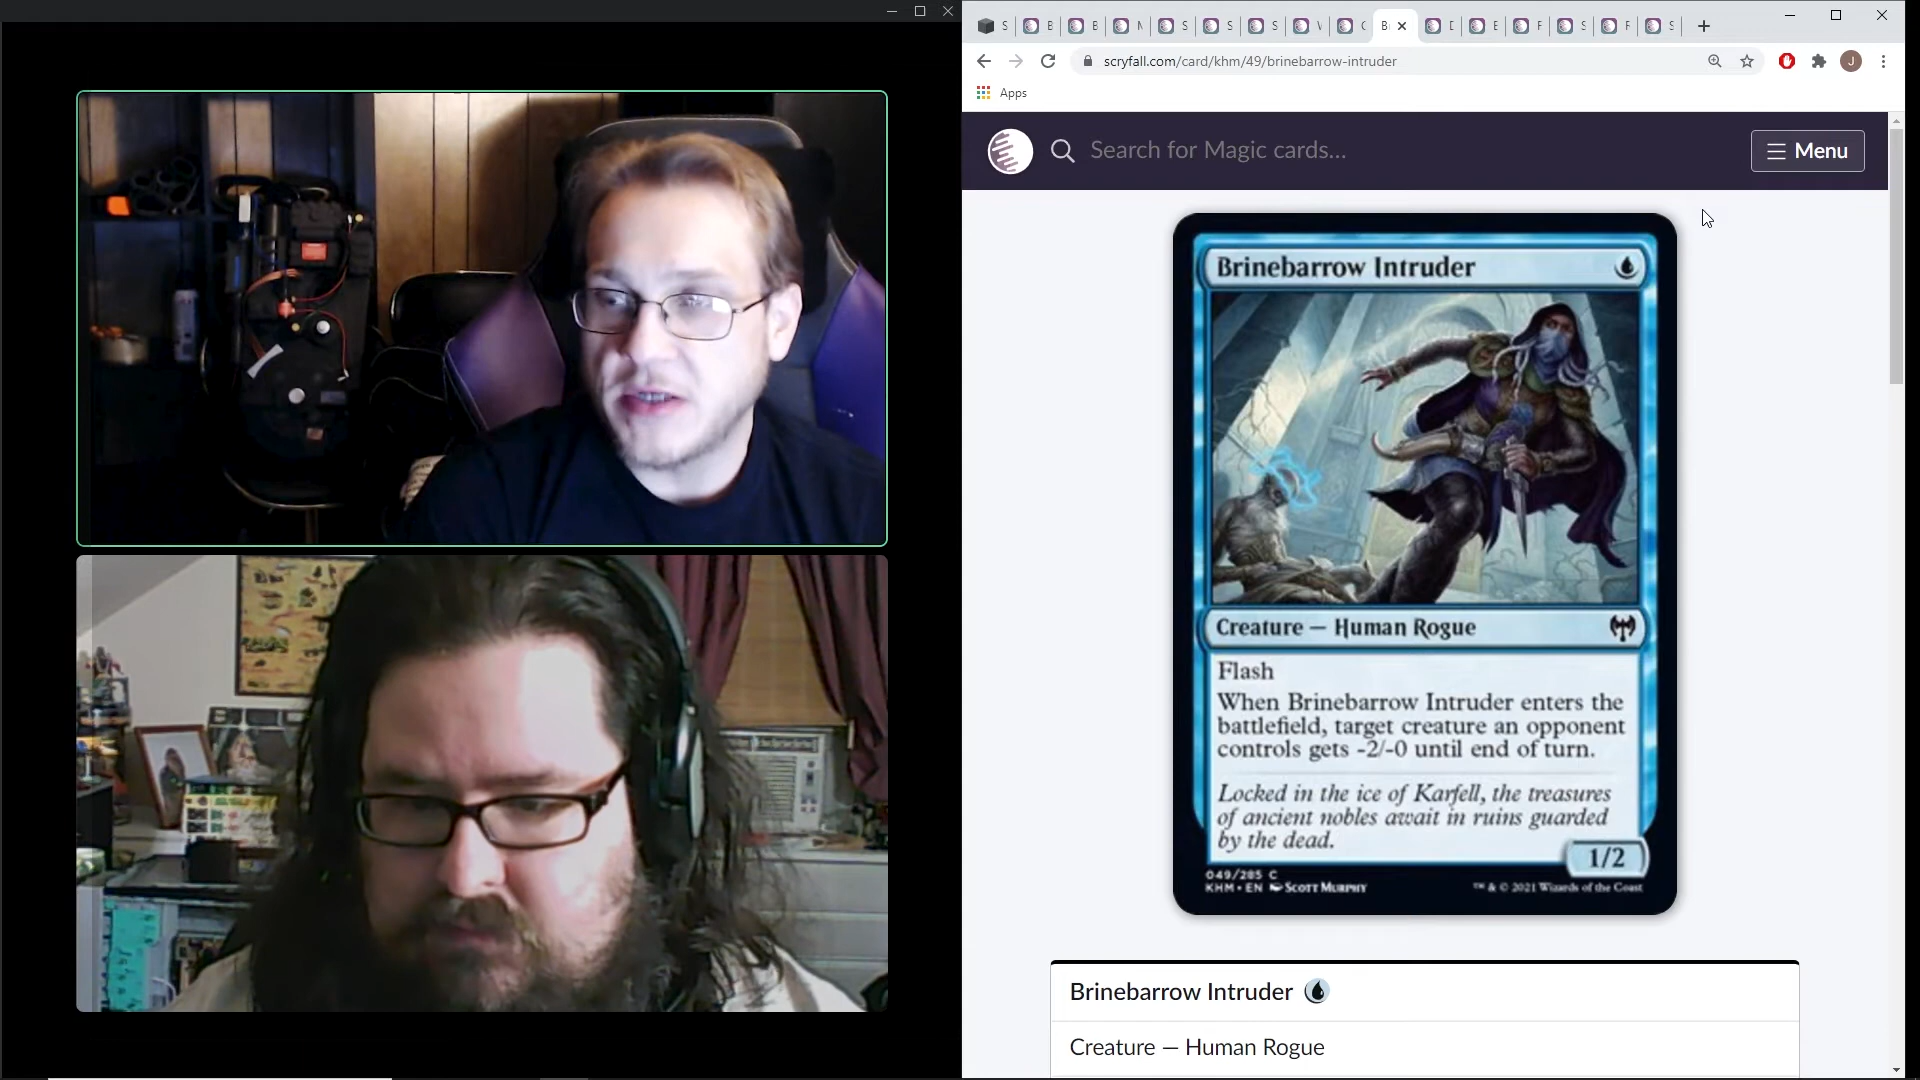 scryfall.com/card/khm/49/brinebarrow-intruder
J
Apps
Search for Magic cards...
Menu
Brinebarrow Intruder
Creature — Human Rogue
Flash
When Brinebarrow Intruder enters the
battlefield, target creature an opponent
controls gets -2/-0 until end of turn.
Locked in the ice of Karfell, the treasures
of ancient nobles await in ruins guarded
by the dead.
1/2
049/285 C
KHM • EN Scott Murphy
™ & © 2021 Wizards of the Coast
Brinebarrow Intruder
Creature — Human Rogue